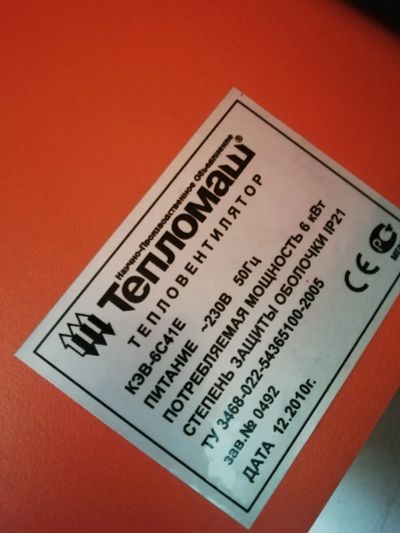 Научно-Производственное Объединение
Тепломаш®
ТЕПЛОВЕНТИЛЯТОР
КЭВ-6С41Е
ПИТАНИЕ ~230В 50Гц
ПОТРЕБЛЯЕМАЯ МОЩНОСТЬ 6 кВт
СТЕПЕНЬ ЗАЩИТЫ ОБОЛОЧКИ IP21
ТУ 3468-022-54365100-2005
зав.№ 0492
ДАТА 12.2010г.
CE